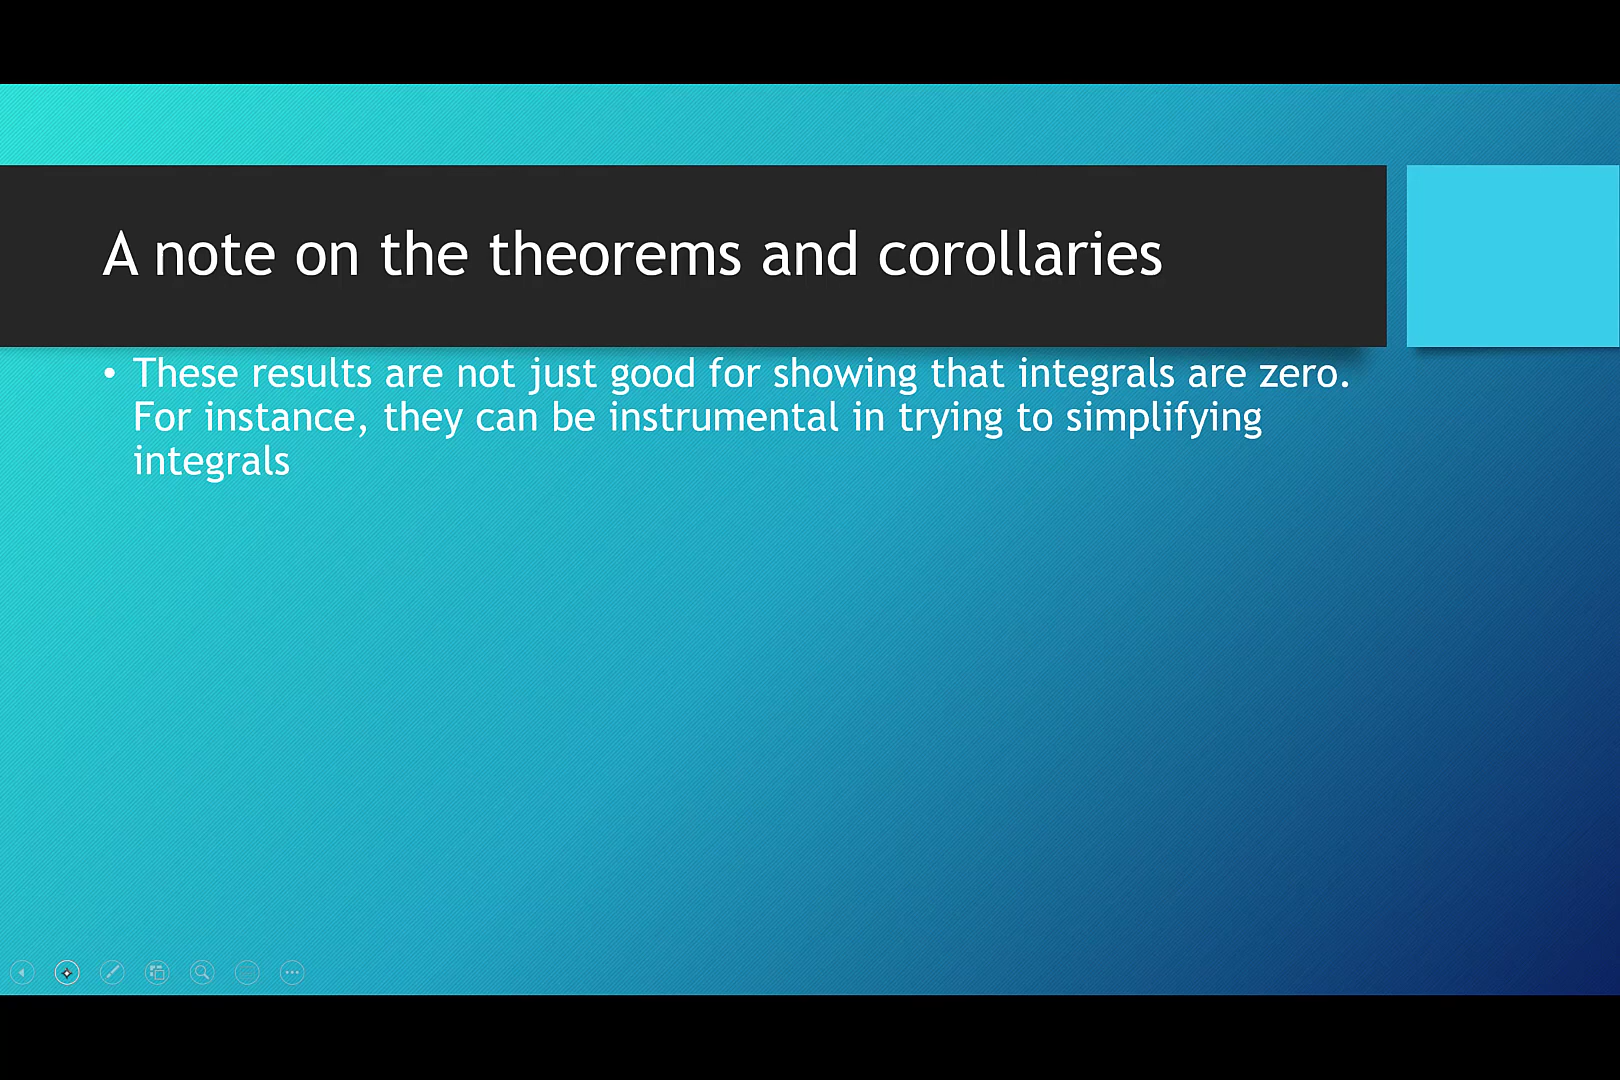 A note on the theorems and corollaries
• These results are not just good for showing that integrals are zero.
For instance, they can be instrumental in trying to simplifying
integrals